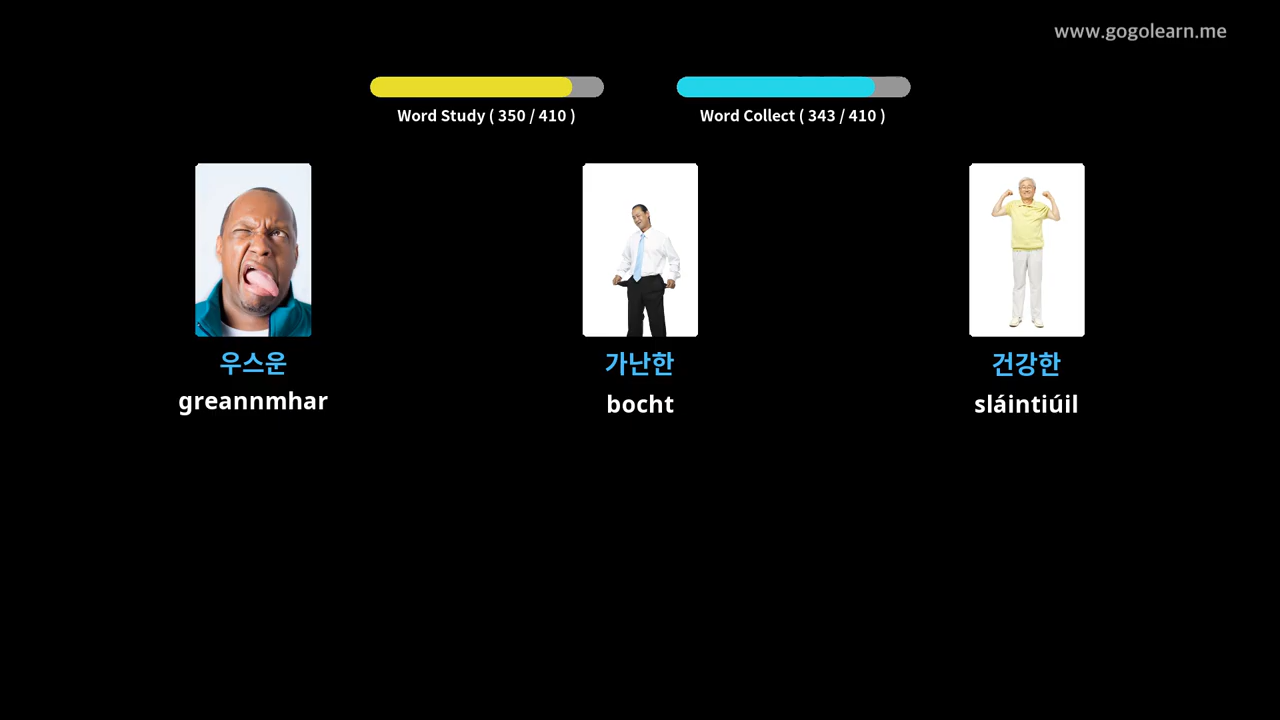 www.gogolearn.me
Word Study ( 350 / 410 )
Word Collect ( 343 / 410 )
우스운
greannmhar
가난한
bocht
건강한
sláintiúil